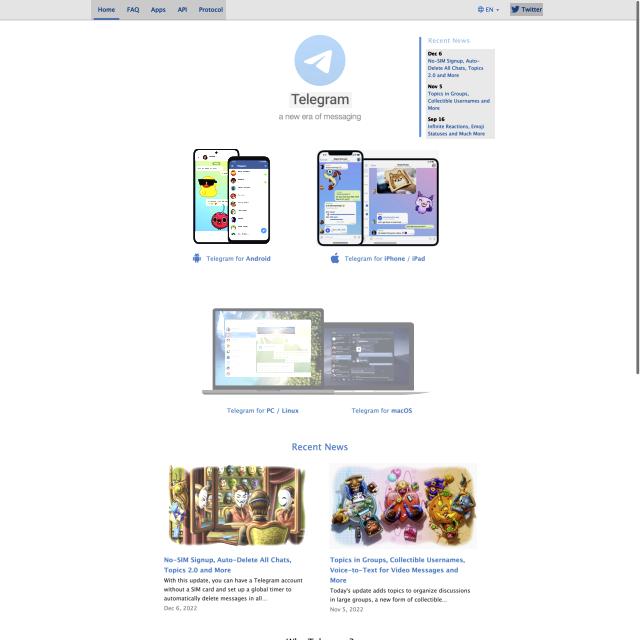 Home FAQ Apps API Protocol EN Twitter
Recent News
Dec 6
No-SIM Signup, Auto-
Delete All Chats, Topics
2.0 and More
Nov 5
Topics in Groups,
Collectible Usernames and
More
Sep 16
Infinite Reactions, Emoji
Statuses and Much More
Telegram
a new era of messaging
Telegram for Android
Telegram for iPhone / iPad
Telegram for PC / Linux
Telegram for macOS
Recent News
No-SIM Signup, Auto-Delete All Chats,
Topics 2.0 and More
With this update, you can have a Telegram account
without a SIM card and set up a global timer to
automatically delete messages in all...
Dec 6, 2022
Topics in Groups, Collectible Usernames,
Voice-to-Text for Video Messages and
More
Today's update adds topics to organize discussions
in large groups, a new form of collectible...
Nov 5, 2022